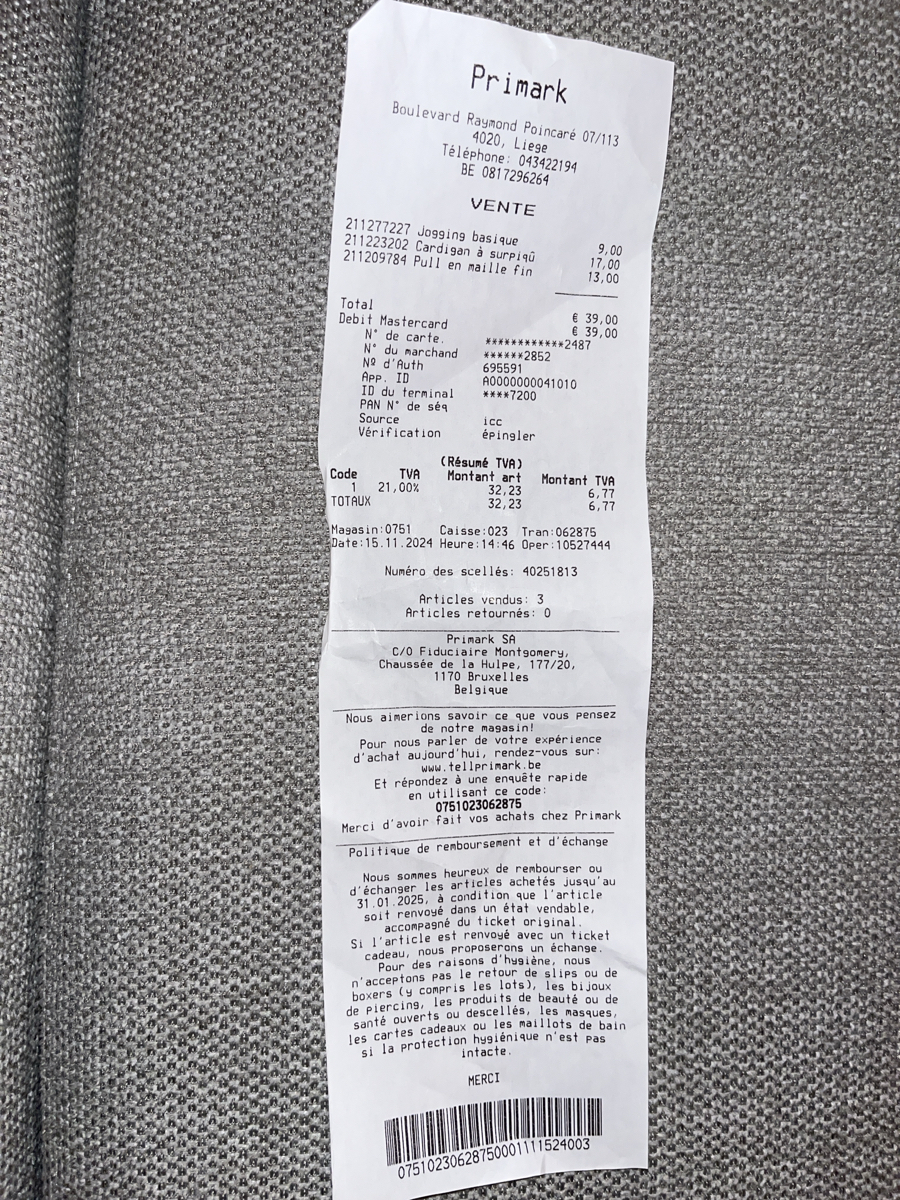 Primark
Boulevard Raymond Poincaré 07/113
4020, Liege
Téléphone: 043422194
BE 0817296264
VENTE
211277227 Jogging basique 9,00
211223202 Cardigan à surpiqû 17,00
211209784 Pull en maille fin 13,00
Total € 39,00
Debit Mastercard € 39,00
N° de carte. ************2487
N° du marchand ******2852
Nº d'Auth 695591
App. ID A0000000041010
ID du terminal ****7200
PAN N° de séq
Source icc
Vérification épingler
(Résumé TVA)
Code TVA Montant art Montant TVA
1 21,00% 32,23 6,77
TOTAUX 32,23 6,77
Magasin:0751 Caisse:023 Tran:062875
Date:15.11.2024 Heure:14:46 Oper:10527444
Numéro des scellés: 40251813
Articles vendus: 3
Articles retournés: 0
Primark SA
C/O Fiduciaire Montgomery,
Chaussée de la Hulpe, 177/20,
1170 Bruxelles
Belgique
Nous aimerions savoir ce que vous pensez
de notre magasin!
Pour nous parler de votre expérience
d'achat aujourd'hui, rendez-vous sur:
www.tellprimark.be
Et répondez à une enquête rapide
en utilisant ce code:
0751023062875
Merci d'avoir fait vos achats chez Primark
Politique de remboursement et d'échange
Nous sommes heureux de rembourser ou
d'échanger les articles achetés jusqu'au
31.01.2025, à condition que l'article
soit renvoyé dans un état vendable,
accompagné du ticket original.
Si l'article est renvoyé avec un ticket
cadeau, nous proposerons un échange.
Pour des raisons d'hygiène, nous
n'acceptons pas le retour de slips ou de
boxers (y compris les lots), les bijoux
de piercing, les produits de beauté ou de
santé ouverts ou descellés, les masques,
les cartes cadeaux ou les maillots de bain
si la protection hygiénique n'est pas
intacte.
MERCI
07510230628750001111524003